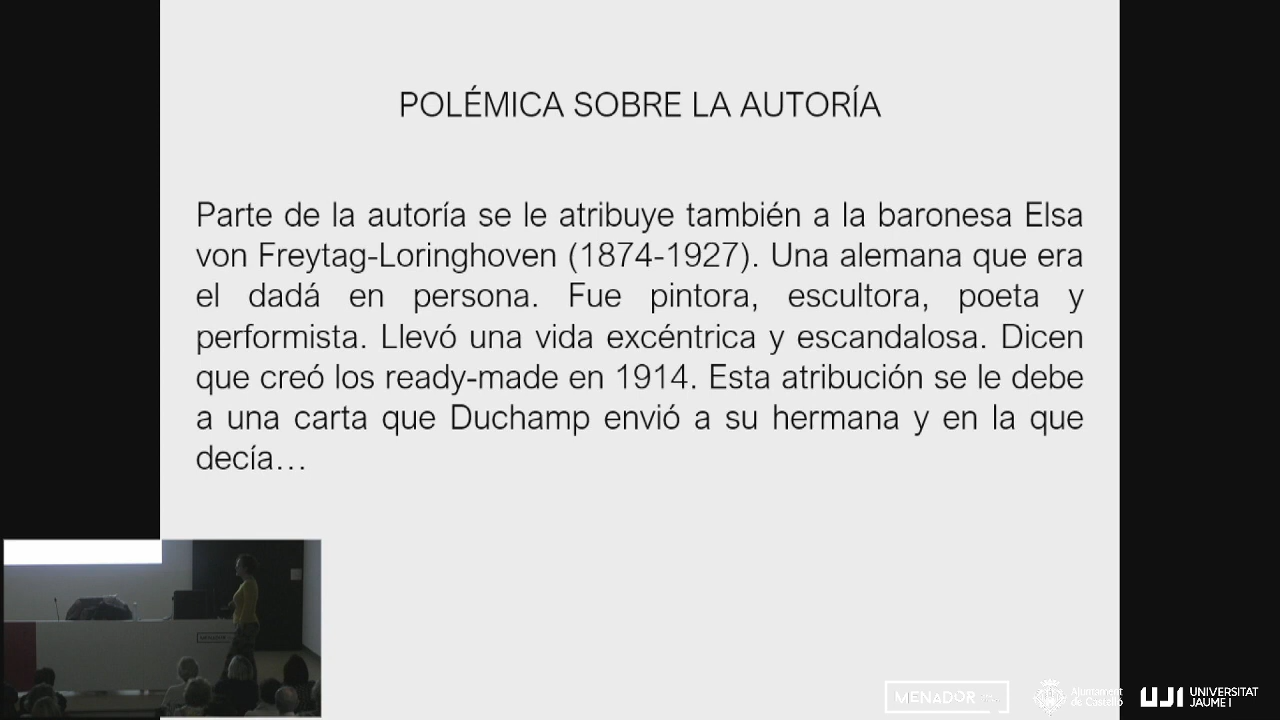 POLÉMICA SOBRE LA AUTORÍA
Parte de la autoría se le atribuye también a la baronesa Elsa
von Freytag-Loringhoven (1874-1927). Una alemana que era
el dadá en persona. Fue pintora, escultora, poeta y
performista. Llevó una vida excéntrica y escandalosa. Dicen
que creó los ready-made en 1914. Esta atribución se le debe
a una carta que Duchamp envió a su hermana y en la que
decía…
MENADOR
Ajuntament
de Castelló
UJI UNIVERSITAT
JAUME I